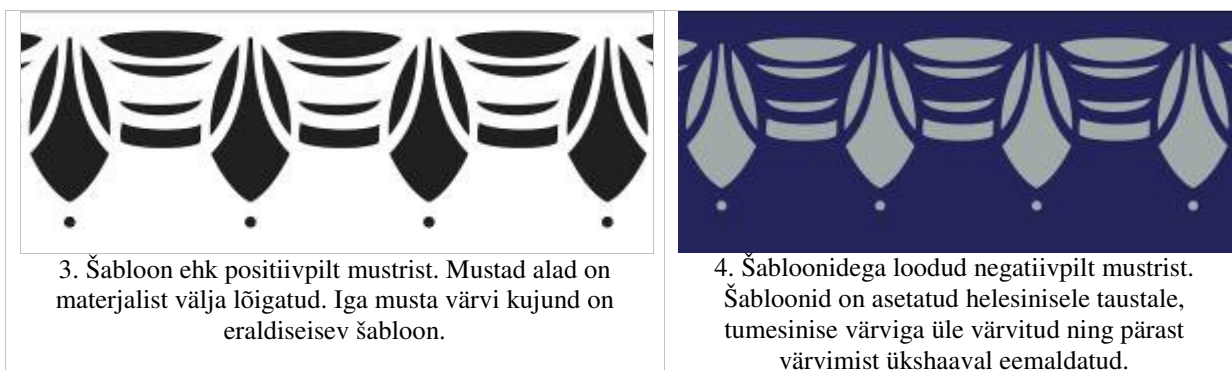 3. Šabloon ehk positiivpilt mustrist. Mustad alad on
materjalist välja lõigatud. Iga musta värvi kujund on
eraldiseisev šabloon.
4. Šabloonidega loodud negatiivpilt mustrist.
Šabloonid on asetatud helesinisele taustale,
tumesinise värviga üle värvitud ning pärast
värvimist ükshaaval eemaldatud.